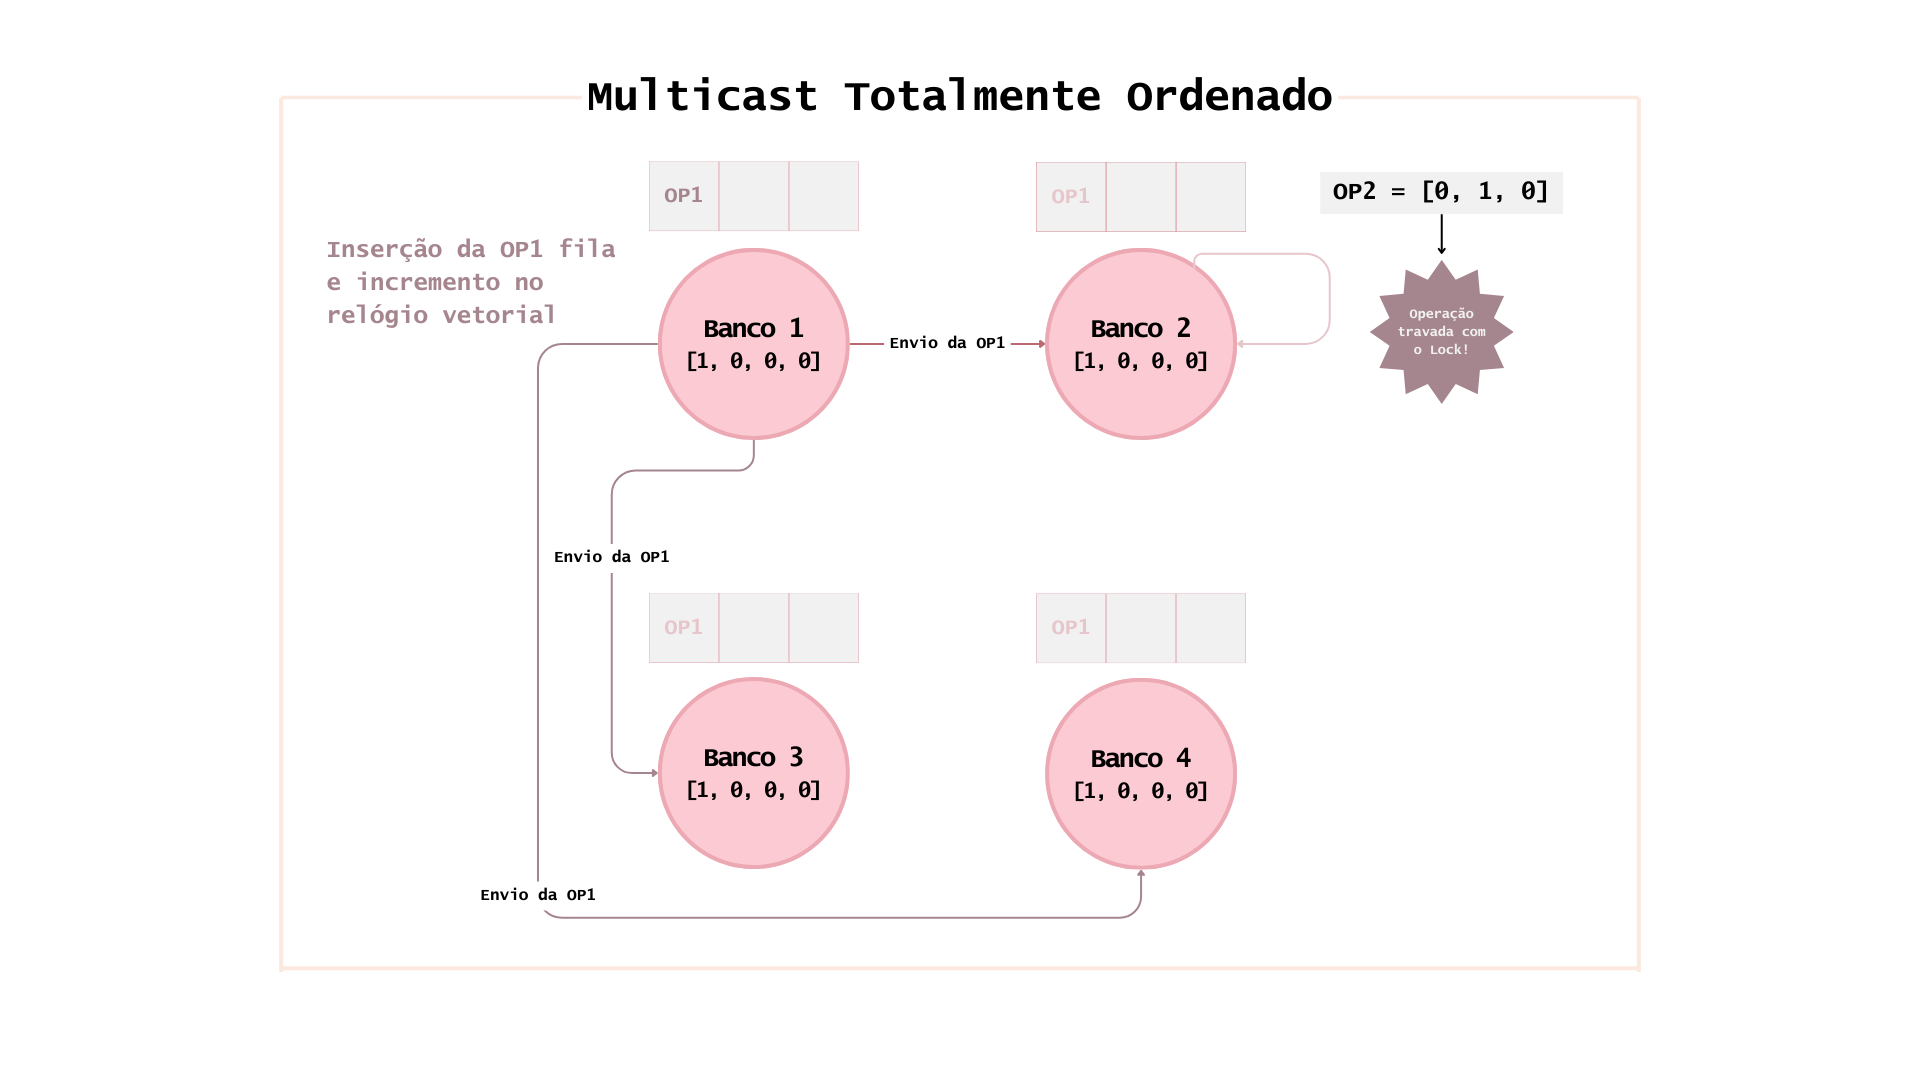 Multicast Totalmente Ordenado
OP1
OP1
OP2 = [0, 1, 0]
Inserção da OP1 fila
e incremento no
relógio vetorial
Banco 1
[1, 0, 0, 0]
Envio da OP1
Banco 2
[1, 0, 0, 0]
Operação
travada com
o Lock!
Envio da OP1
OP1
OP1
Banco 3
[1, 0, 0, 0]
Banco 4
[1, 0, 0, 0]
Envio da OP1